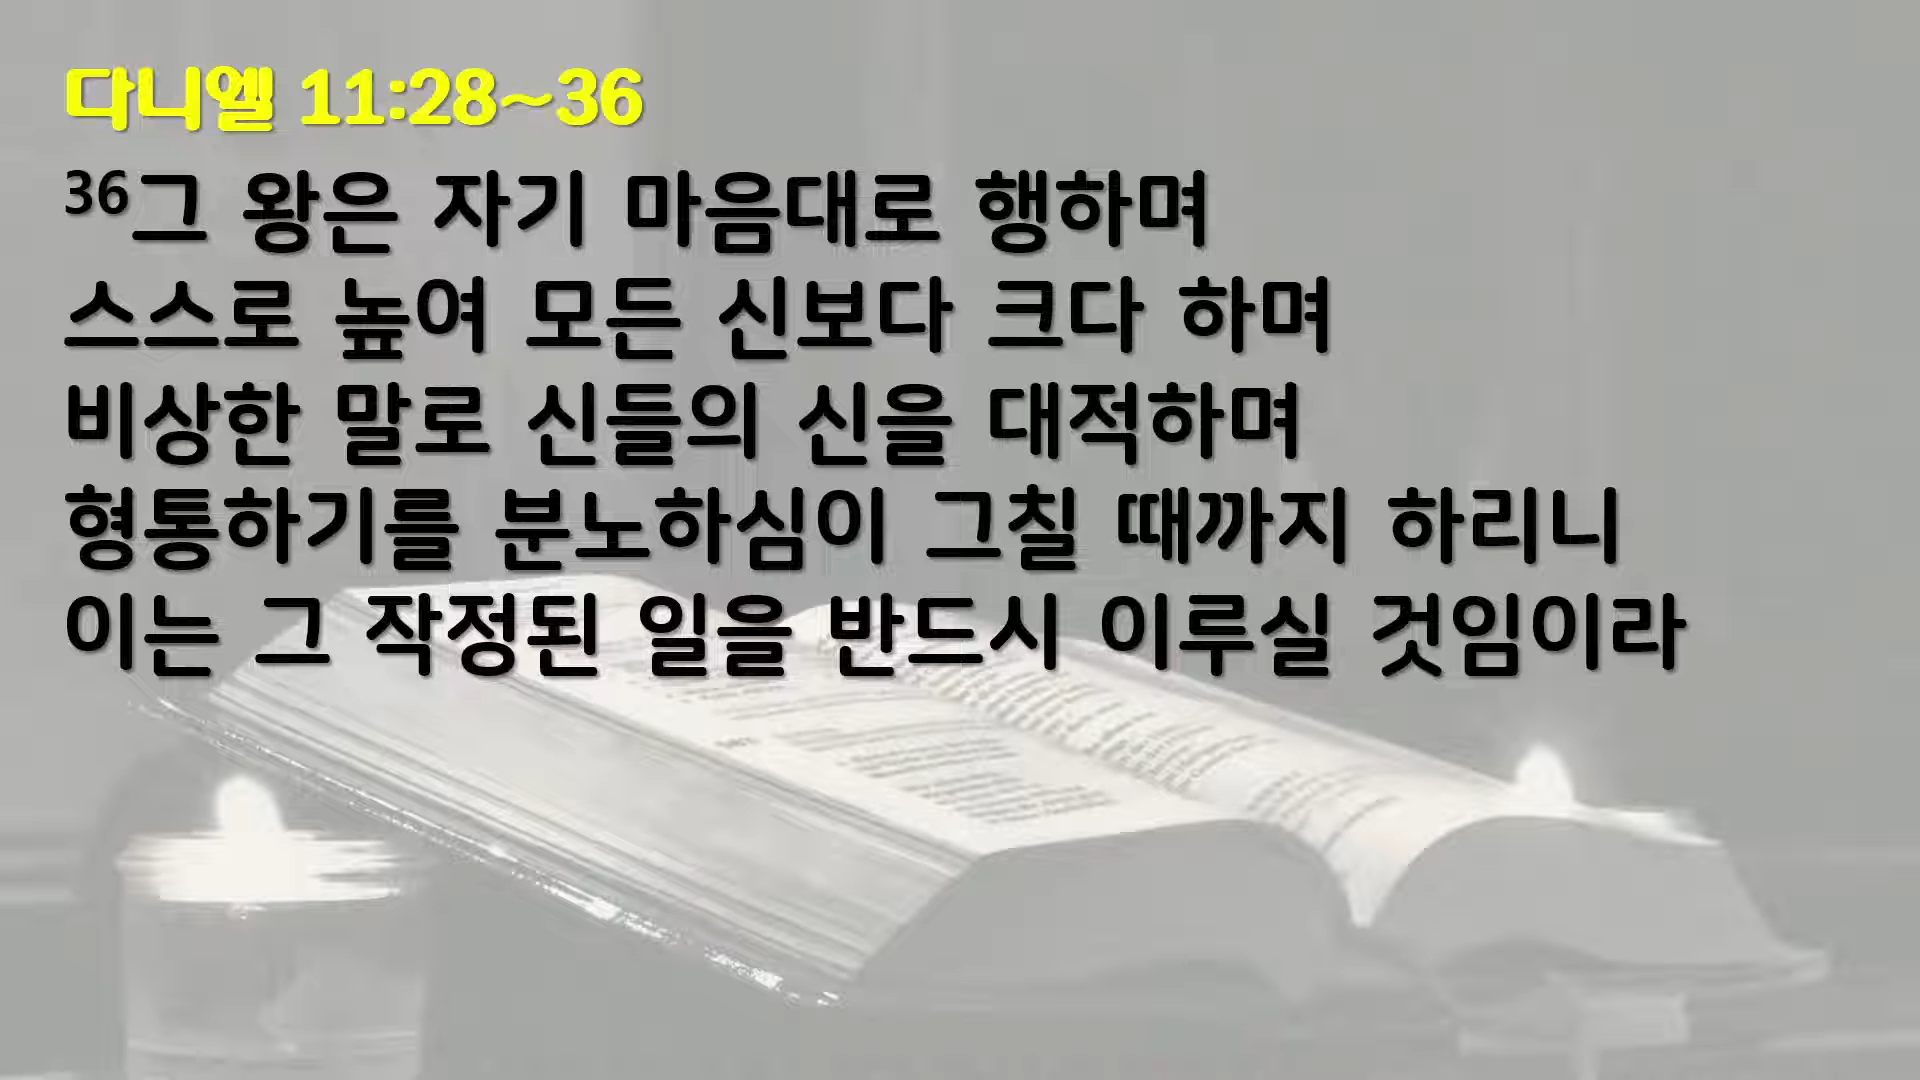 다니엘 11:28~36
36그 왕은 자기 마음대로 행하며
스스로 높여 모든 신보다 크다 하며
비상한 말로 신들의 신을 대적하며
형통하기를 분노하심이 그칠 때까지 하리니
이는 그 작정된 일을 반드시 이루실 것임이라